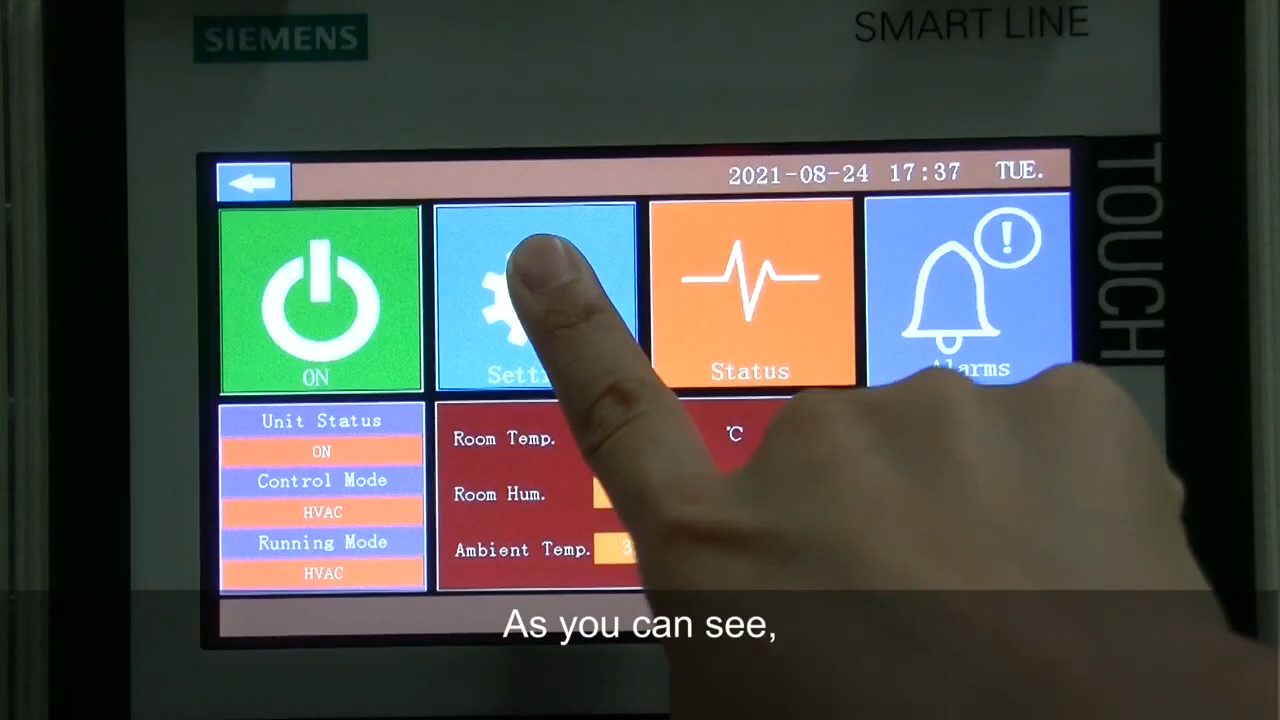 SIEMENS
SMART LINE
TOUCH
2021-08-24 17:37 TUE.
ON
Status
Alarms
Unit Status
ON
Control Mode
HVAC
Running Mode
HVAC
Room Temp.
℃
Room Hum.
Ambient Temp.
As you can see,